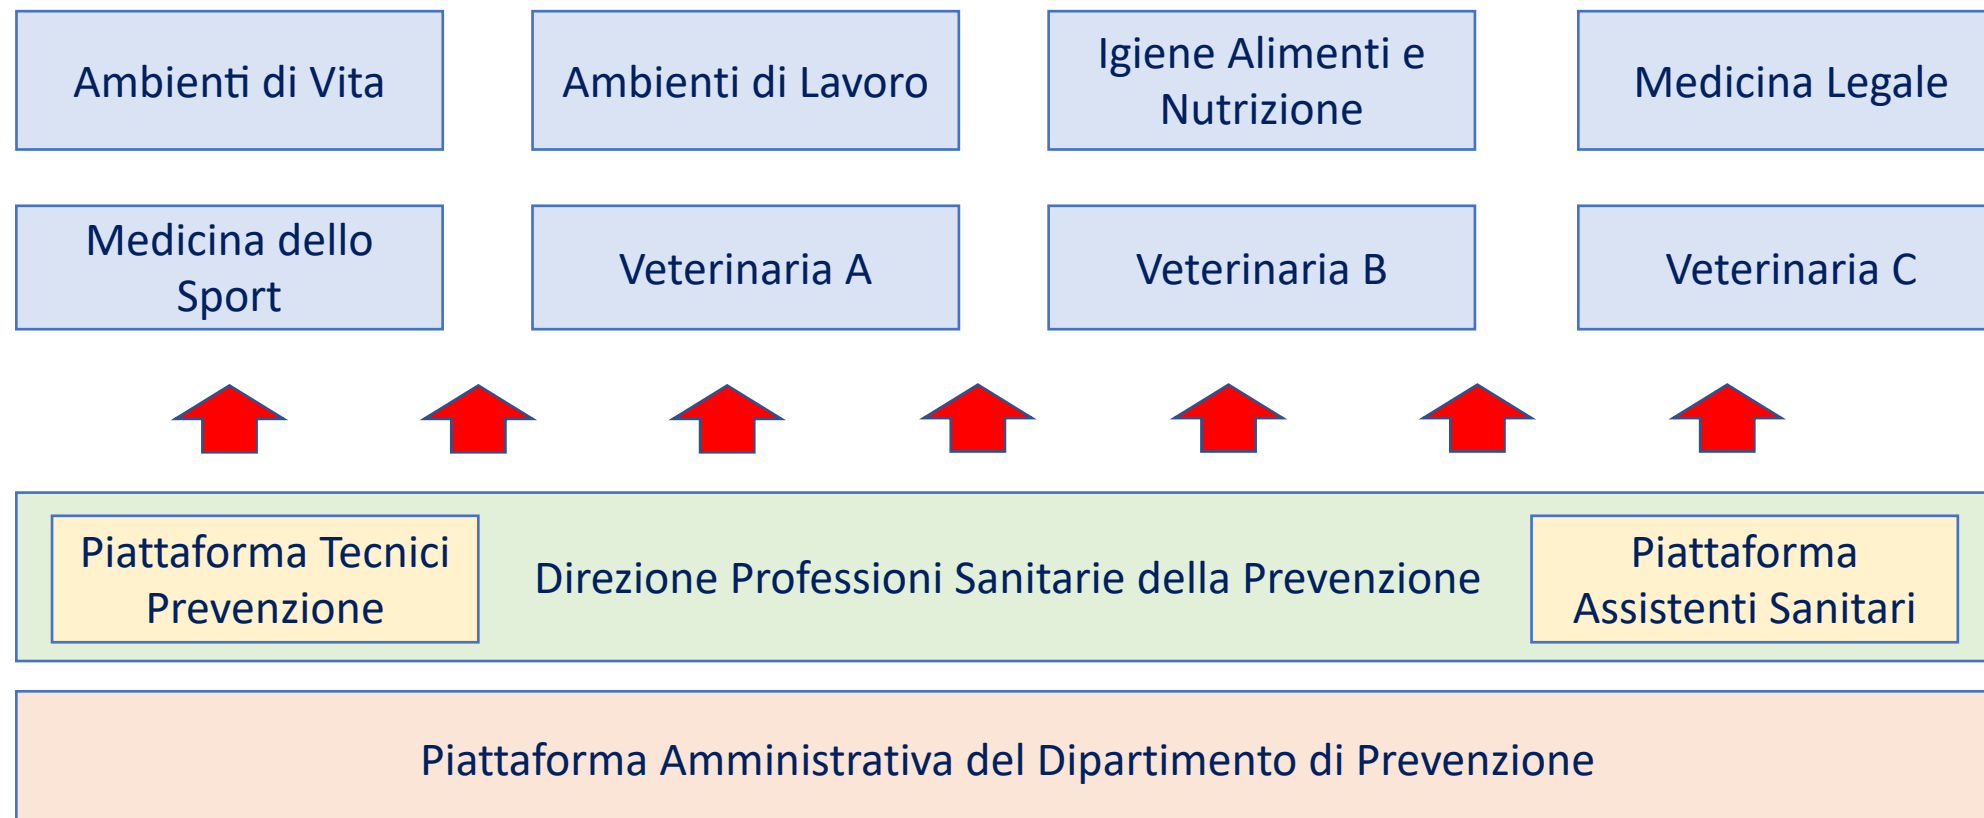 Ambienti di Vita
Ambienti di Lavoro
Igiene Alimenti e
Nutrizione
Medicina Legale
Medicina dello
Sport
Veterinaria A
Veterinaria B
Veterinaria C
Piattaforma Tecnici
Prevenzione
Direzione Professioni Sanitarie della Prevenzione
Piattaforma
Assistenti Sanitari
Piattaforma Amministrativa del Dipartimento di Prevenzione